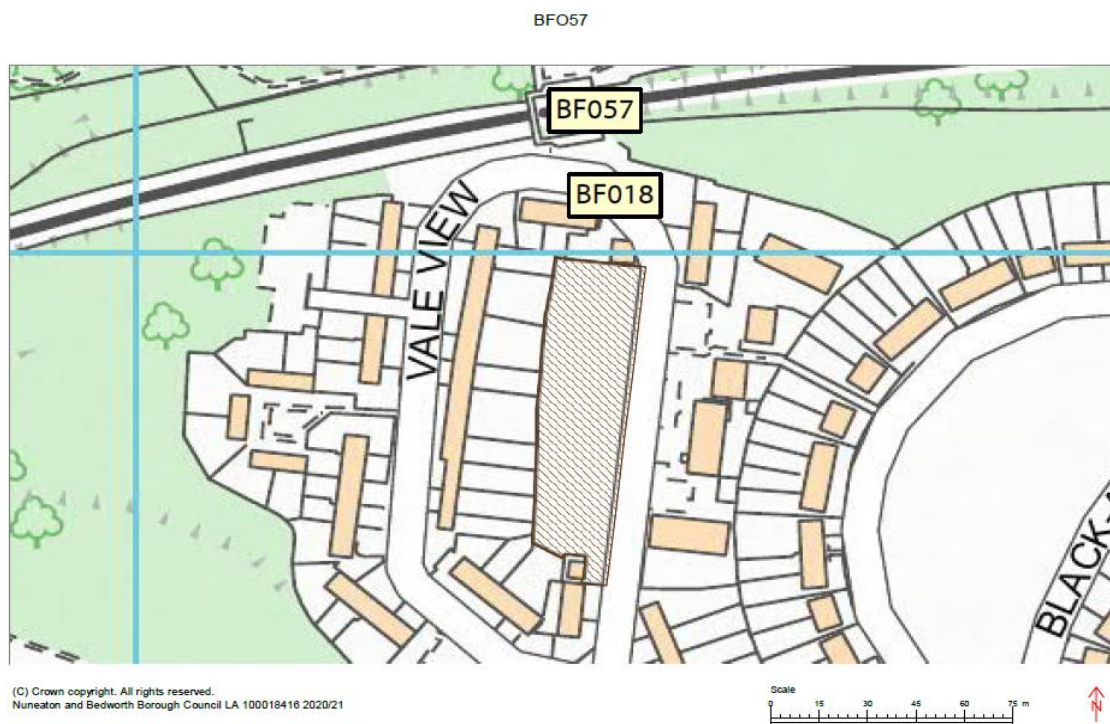 BFO57
BF057
BF018
VALE VIEW
BLACK-A
(C) Crown copyright. All rights reserved.
Nuneaton and Bedworth Borough Council LA 100018416 2020/21
Scale
0 15 30 45 60 75 m
N